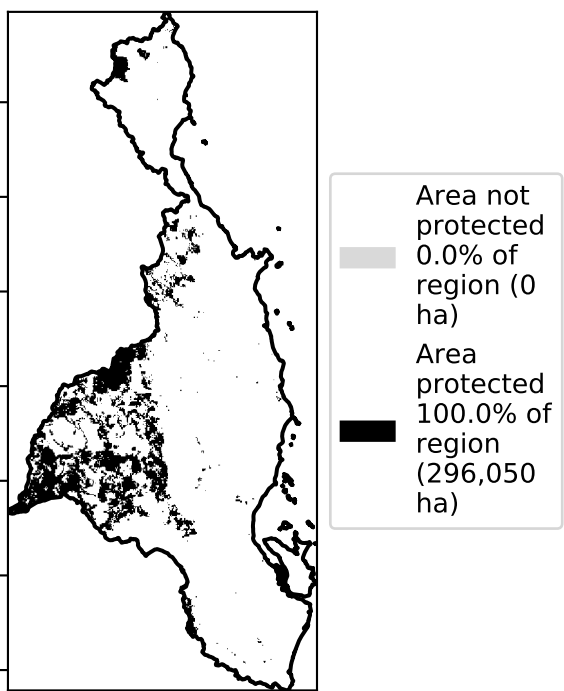 Area not
protected
0.0% of
region (0
ha)
Area
protected
100.0% of
region
(296,050
ha)